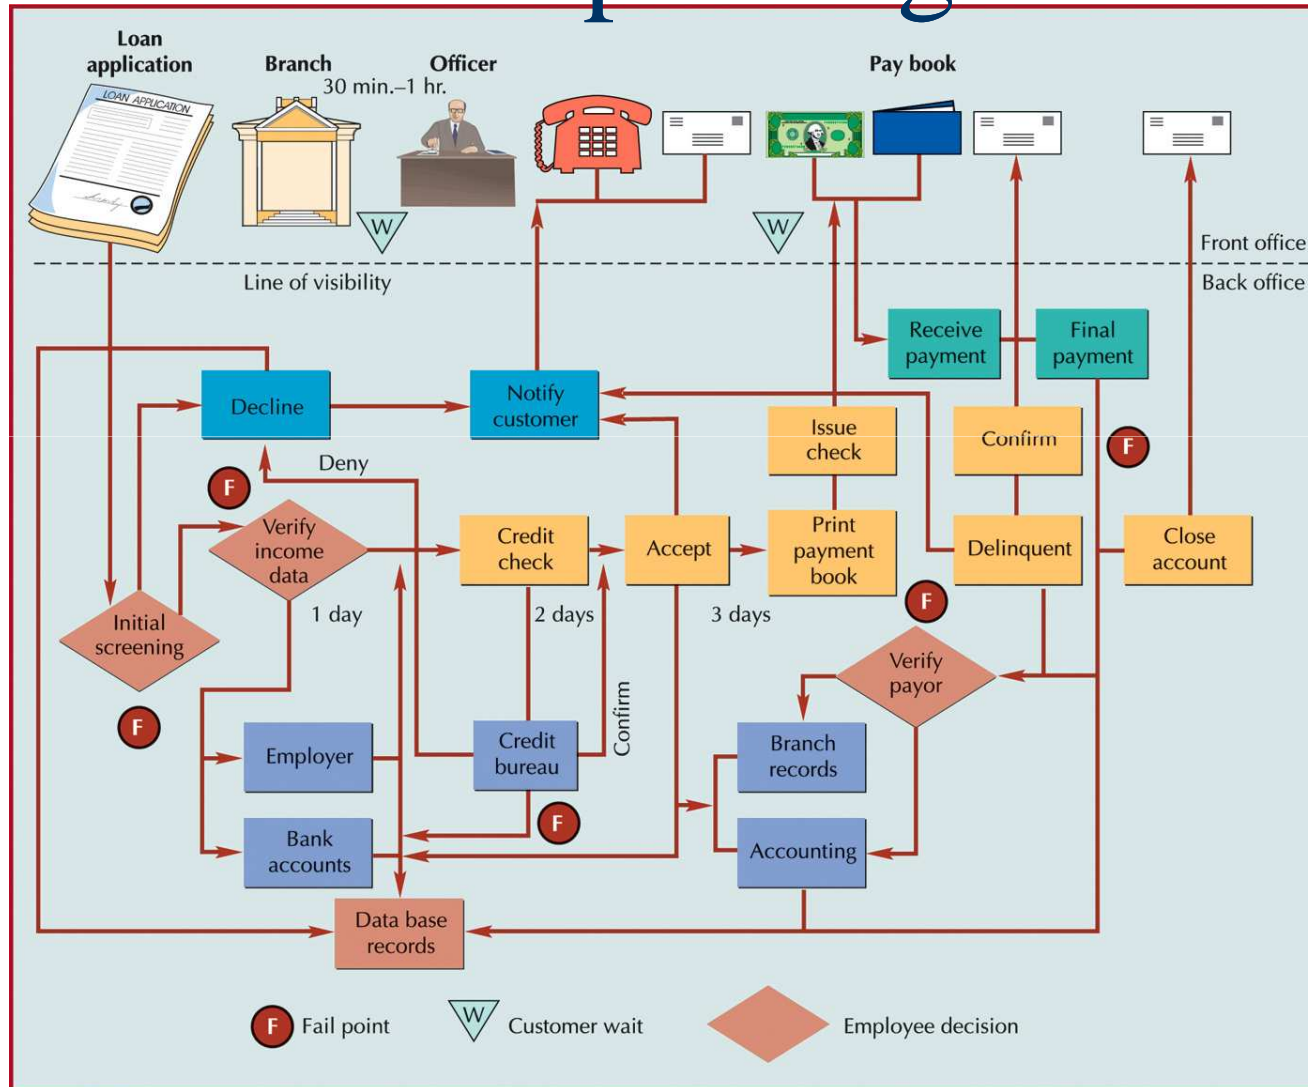 Loan
application
Branch
Officer
Pay book
30 min.–1 hr.
LOAN APPLICATION
W
W
Front office
Line of visibility
Back office
Receive
payment
Final
payment
Decline
Notify
customer
Issue
check
Confirm
F
Deny
F
Verify
income
data
Credit
check
Accept
Print
payment
book
Delinquent
Close
account
1 day
2 days
3 days
F
Initial
screening
Verify
payor
F
Confirm
Employer
Credit
bureau
Branch
records
F
Bank
accounts
Accounting
Data base
records
F Fail point
W Customer wait
Employee decision